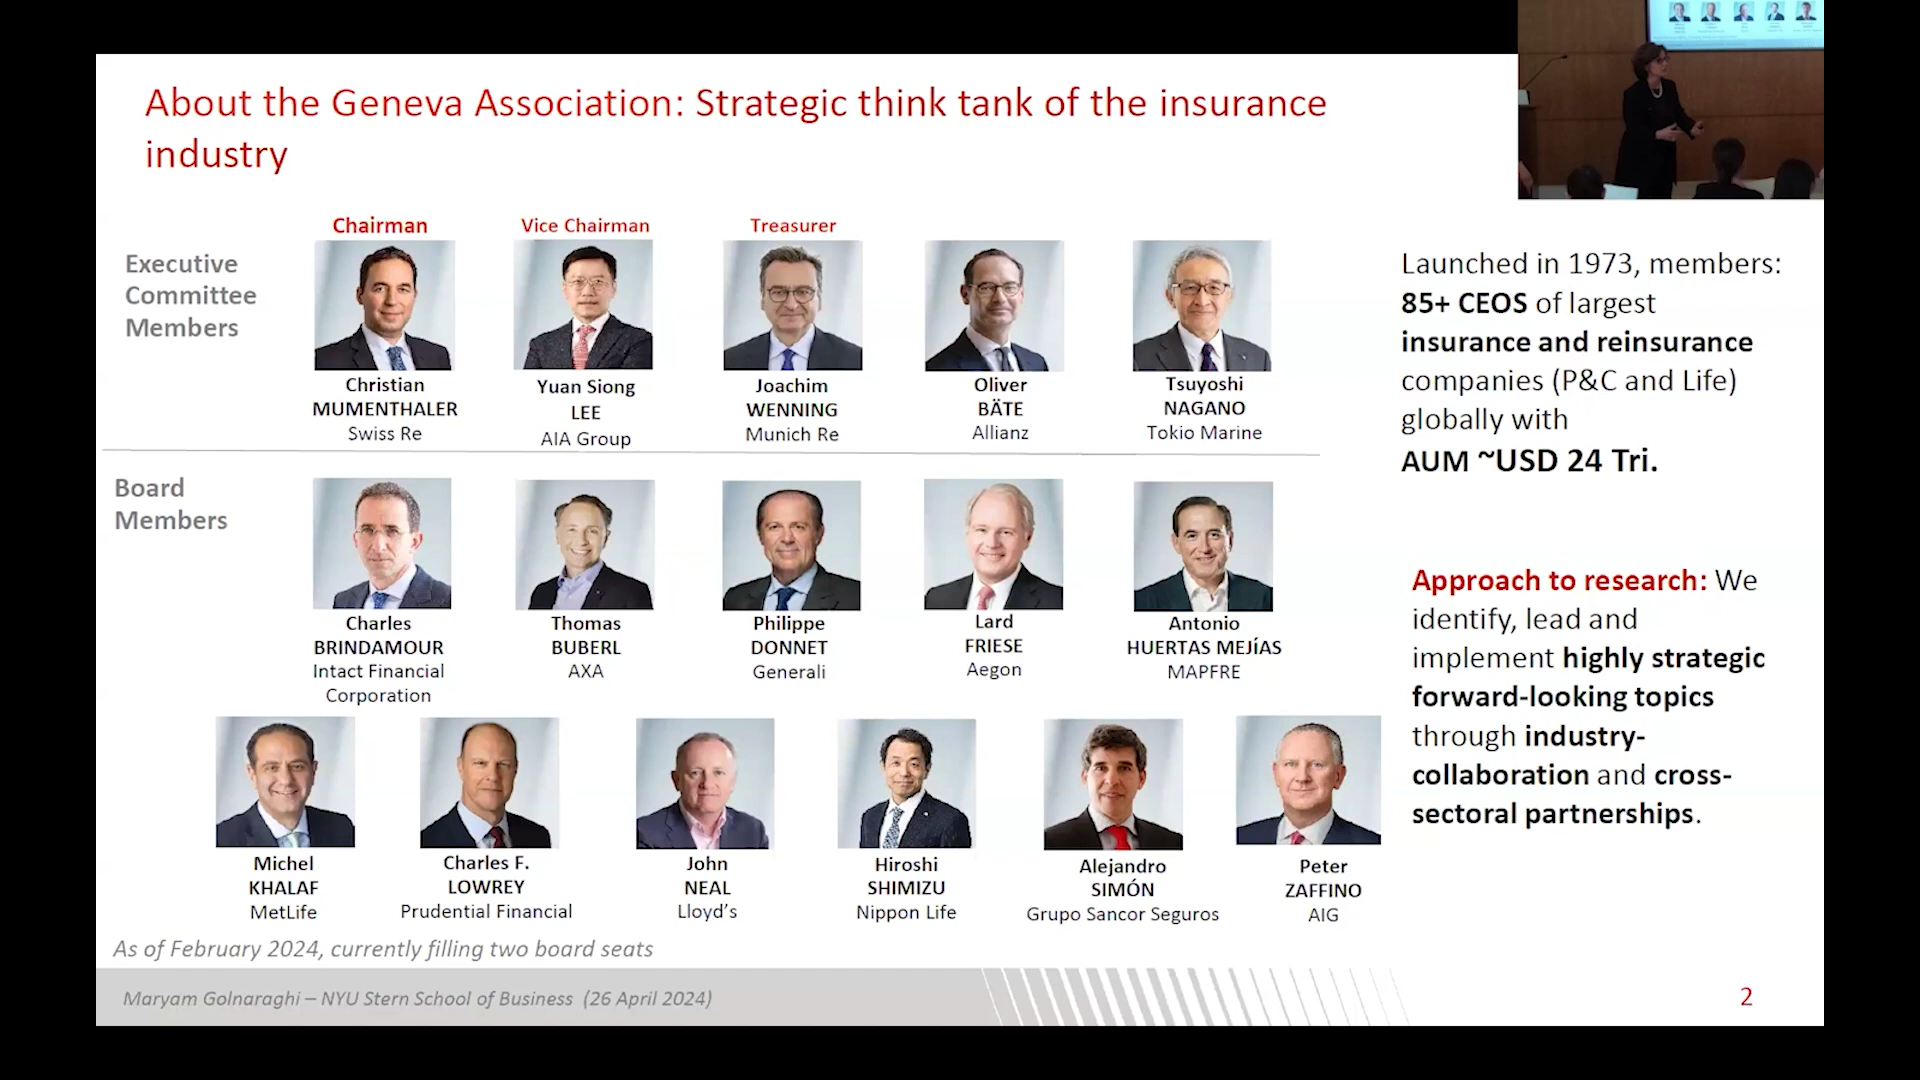 About the Geneva Association: Strategic think tank of the insurance
industry
Chairman
Vice Chairman
Treasurer
Executive
Committee
Members
Christian
MUMENTHALER
Swiss Re
Yuan Siong
LEE
AIA Group
Joachim
WENNING
Munich Re
Oliver
BÄTE
Allianz
Tsuyoshi
NAGANO
Tokio Marine
Board
Members
Charles
BRINDAMOUR
Intact Financial
Corporation
Thomas
BUBERL
AXA
Philippe
DONNET
Generali
Lard
FRIESE
Aegon
Antonio
HUERTAS MEJÍAS
MAPFRE
Michel
KHALAF
MetLife
Charles F.
LOWREY
Prudential Financial
John
NEAL
Lloyd's
Hiroshi
SHIMIZU
Nippon Life
Alejandro
SIMÓN
Grupo Sancor Seguros
Peter
ZAFFINO
AIG
Launched in 1973, members:
85+ CEOS of largest
insurance and reinsurance
companies (P&C and Life)
globally with
AUM ~USD 24 Tri.
Approach to research: We
identify, lead and
implement highly strategic
forward-looking topics
through industry-
collaboration and cross-
sectoral partnerships.
As of February 2024, currently filling two board seats
Maryam Golnaraghi – NYU Stern School of Business (26 April 2024)
2